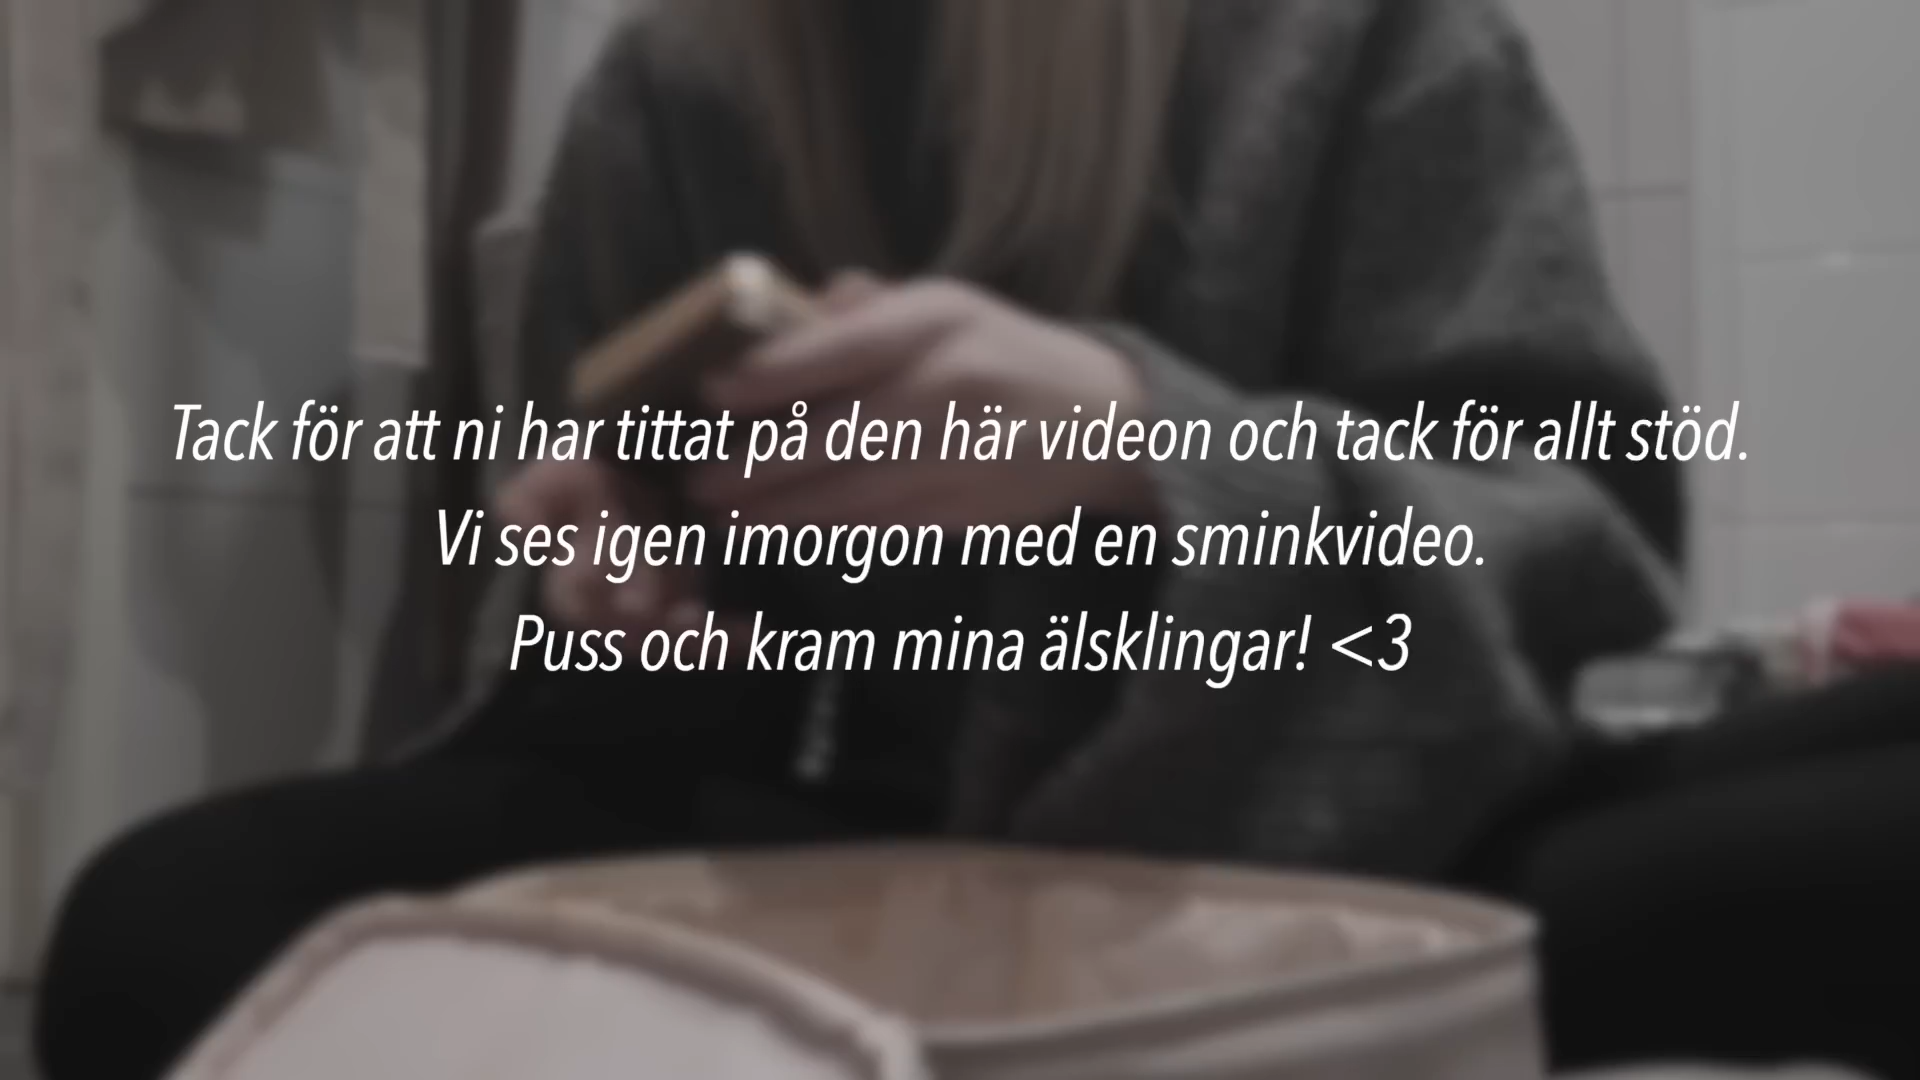 Tack för att ni har tittat på den här videon och tack för allt stöd.
Vi ses igen imorgon med en sminkvideo.
Puss och kram mina älsklingar! <3